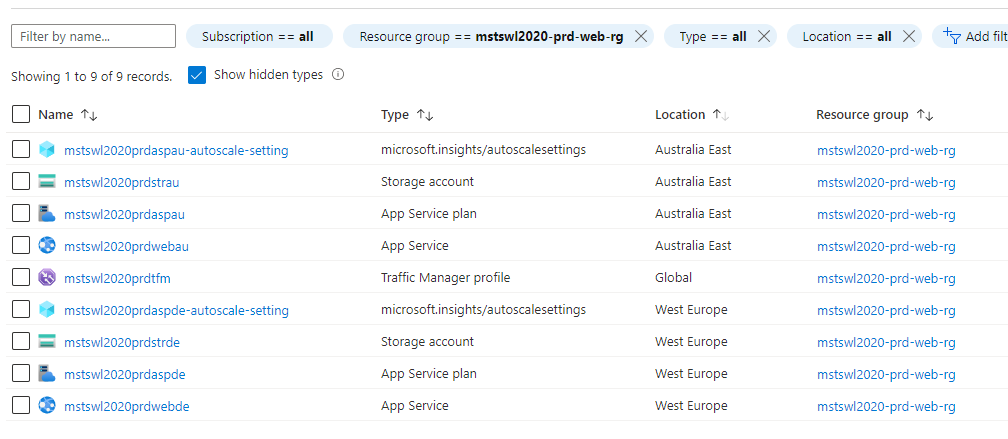 Filter by name...
Subscription == all
Resource group == mstswl2020-prd-web-rg
Type == all
Location == all
Add filt
Showing 1 to 9 of 9 records.
Show hidden types
Name Type Location Resource group
mstswl2020prdaspau-autoscale-setting microsoft.insights/autoscalesettings Australia East mstswl2020-prd-web-rg
mstswl2020prdstrau Storage account Australia East mstswl2020-prd-web-rg
mstswl2020prdaspau App Service plan Australia East mstswl2020-prd-web-rg
mstswl2020prdwebau App Service Australia East mstswl2020-prd-web-rg
mstswl2020prdtfm Traffic Manager profile Global mstswl2020-prd-web-rg
mstswl2020prdaspde-autoscale-setting microsoft.insights/autoscalesettings West Europe mstswl2020-prd-web-rg
mstswl2020prdstrde Storage account West Europe mstswl2020-prd-web-rg
mstswl2020prdaspde App Service plan West Europe mstswl2020-prd-web-rg
mstswl2020prdwebde App Service West Europe mstswl2020-prd-web-rg